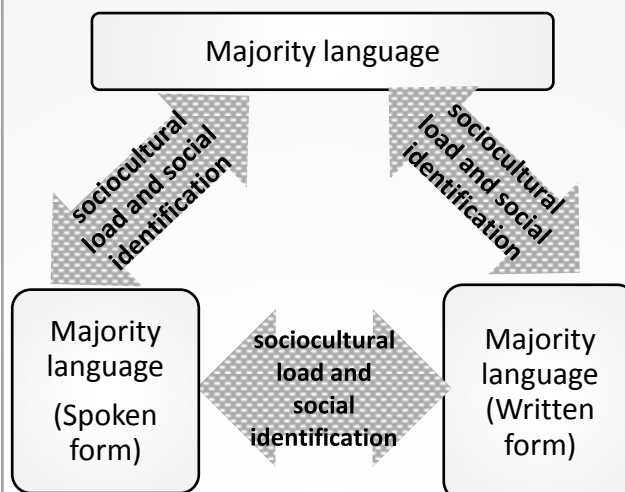 Majority language
sociocultural
load and social
identification
sociocultural
load and social
identification
Majority
language
(Spoken
form)
sociocultural
load and
social
identification
Majority
language
(Written
form)